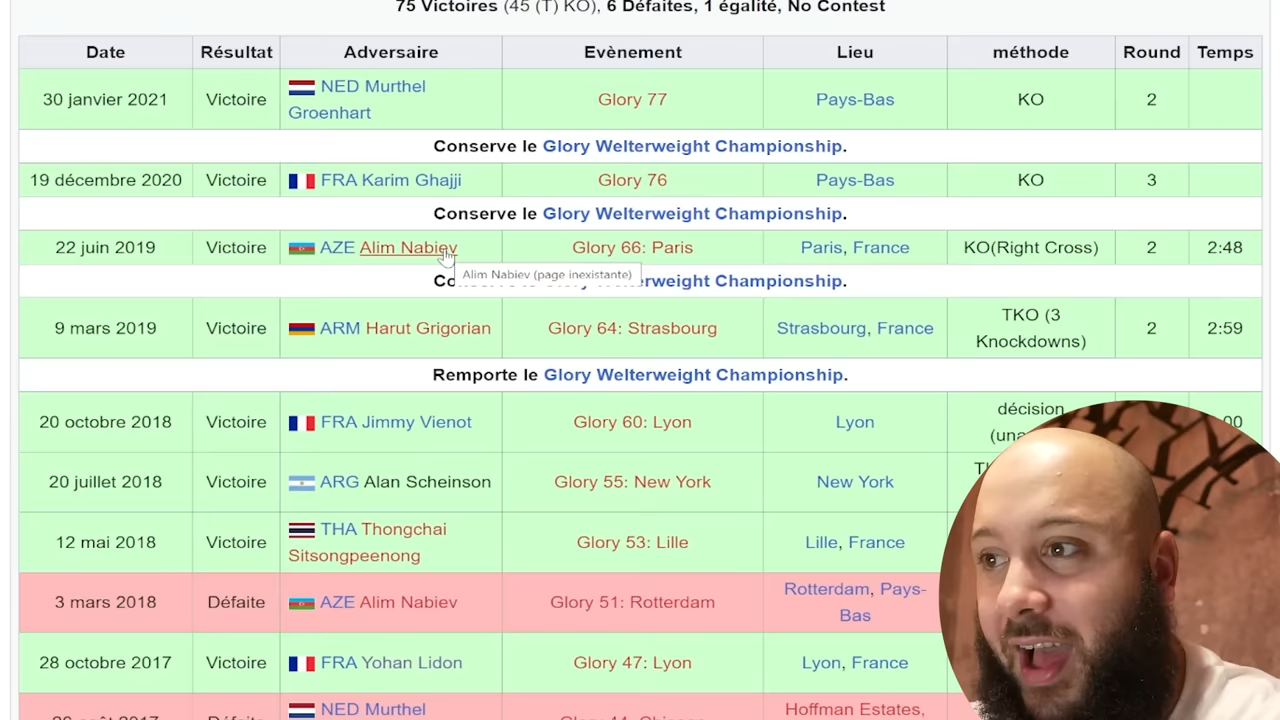 75 Victoires (45 (T) KO), 6 Défaites, 1 égalité, No Contest
Date Résultat Adversaire Evènement Lieu méthode Round Temps
30 janvier 2021 Victoire NED Murthel Groenhart Glory 77 Pays-Bas KO 2
Conserve le Glory Welterweight Championship.
19 décembre 2020 Victoire FRA Karim Ghajji Glory 76 Pays-Bas KO 3
Conserve le Glory Welterweight Championship.
22 juin 2019 Victoire AZE Alim Nabiev Glory 66: Paris Paris, France KO(Right Cross) 2 2:48
Alim Nabiev (page inexistante)
Championship.
9 mars 2019 Victoire ARM Harut Grigorian Glory 64: Strasbourg Strasbourg, France TKO (3 Knockdowns) 2 2:59
Remporte le Glory Welterweight Championship.
20 octobre 2018 Victoire FRA Jimmy Vienot Glory 60: Lyon Lyon décision
20 juillet 2018 Victoire ARG Alan Scheinson Glory 55: New York New York
12 mai 2018 Victoire THA Thongchai Sitsongpeenong Glory 53: Lille Lille, France
3 mars 2018 Défaite AZE Alim Nabiev Glory 51: Rotterdam Rotterdam, Pays-Bas
28 octobre 2017 Victoire FRA Yohan Lidon Glory 47: Lyon Lyon, France
NED Murthel Hoffman Estates,